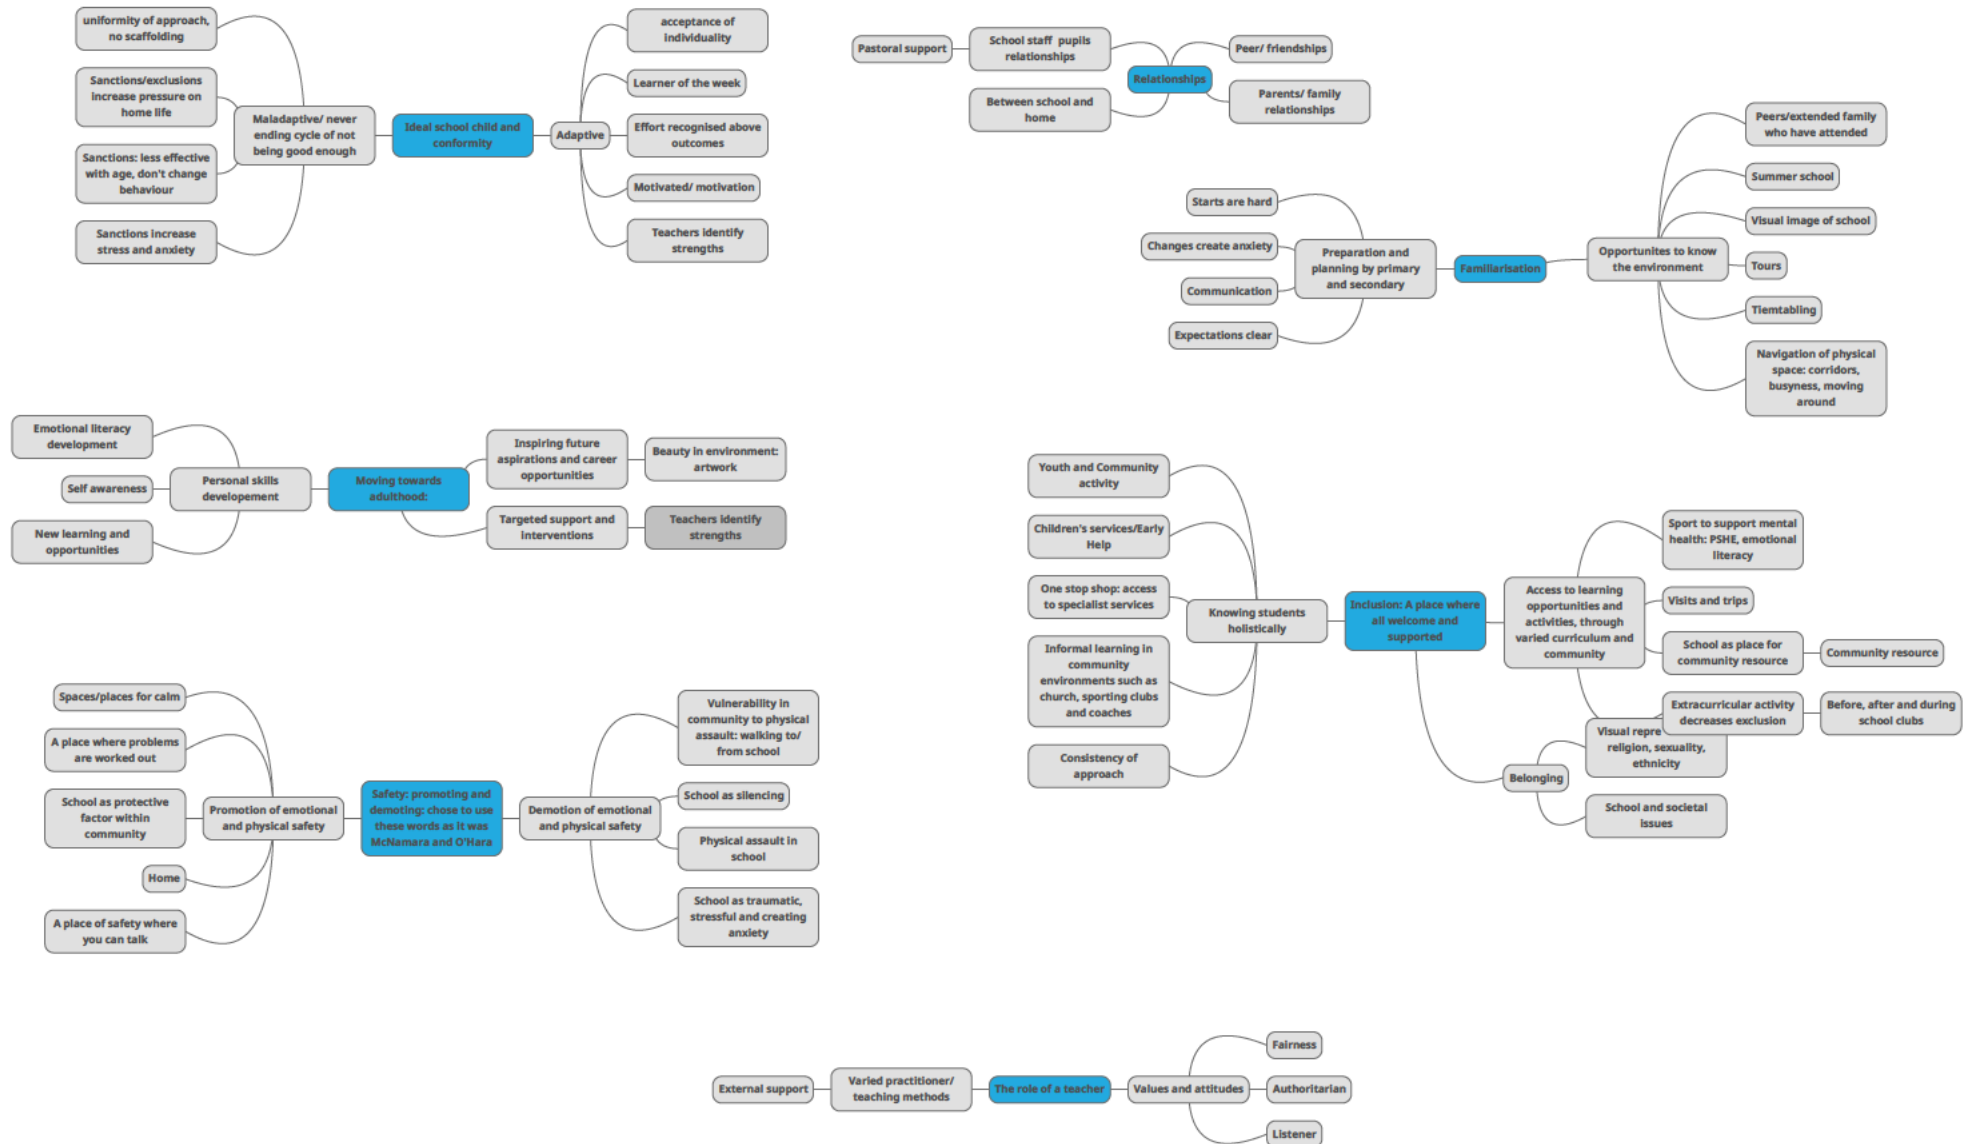 uniformity of approach,
no scaffolding
Sanctions/exclusions
increase pressure on
home life
Sanctions: less effective
with age, don't change
behaviour
Sanctions increase
stress and anxiety
Maladaptive/ never
ending cycle of not
being good enough
Ideal school child and
conformity
Adaptive
acceptance of
individuality
Learner of the week
Effort recognised above
outcomes
Motivated/ motivation
Teachers identify
strengths
Pastoral support
School staff pupils
relationships
Between school and
home
Relationships
Peer/ friendships
Parents/ family
relationships
Starts are hard
Changes create anxiety
Communication
Expectations clear
Preparation and
planning by primary
and secondary
Familiarisation
Opportunites to know
the environment
Peers/extended family
who have attended
Summer school
Visual image of school
Tours
Tiemtabling
Navigation of physical
space: corridors,
busyness, moving
around
Emotional literacy
development
Self awareness
New learning and
opportunities
Personal skills
developement
Moving towards
adulthood:
Inspiring future
aspirations and career
opportunities
Beauty in environment:
artwork
Targeted support and
interventions
Teachers identify
strengths
Youth and Community
activity
Children's services/Early
Help
One stop shop: access
to specialist services
Informal learning in
community
environments such as
church, sporting clubs
and coaches
Consistency of
approach
Knowing students
holistically
Inclusion: A place where
all welcome and
supported
Access to learning
opportunities and
activities, through
varied curriculum and
community
Sport to support mental
health: PSHE, emotional
literacy
Visits and trips
School as place for
community resource
Community resource
Extracurricular activity
decreases exclusion
Before, after and during
school clubs
Belonging
Visual repre
religion, sexuality,
ethnicity
School and societal
issues
Spaces/places for calm
A place where problems
are worked out
School as protective
factor within
community
Home
A place of safety where
you can talk
Promotion of emotional
and physical safety
Safety: promoting and
demoting: chose to use
these words as it was
McNamara and O'Hara
Demotion of emotional
and physical safety
Vulnerability in
community to physical
assault: walking to/
from school
School as silencing
Physical assault in
school
School as traumatic,
stressful and creating
anxiety
External support
Varied practitioner/
teaching methods
The role of a teacher
Values and attitudes
Fairness
Authoritarian
Listener